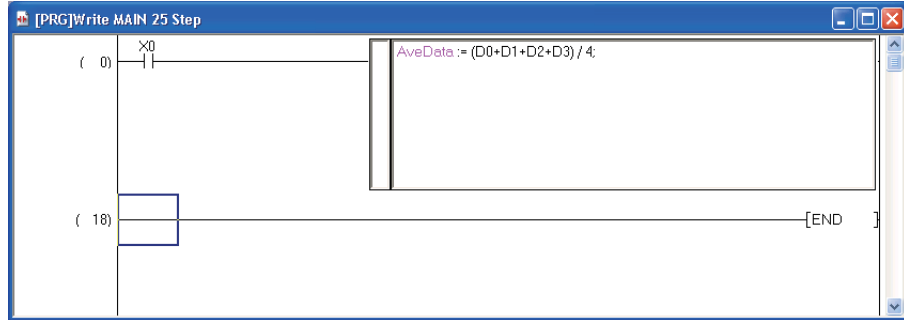 [PRG]Write MAIN 25 Step
X0
( 0)
AveData := (D0+D1+D2+D3) / 4;
( 18)
[END ]